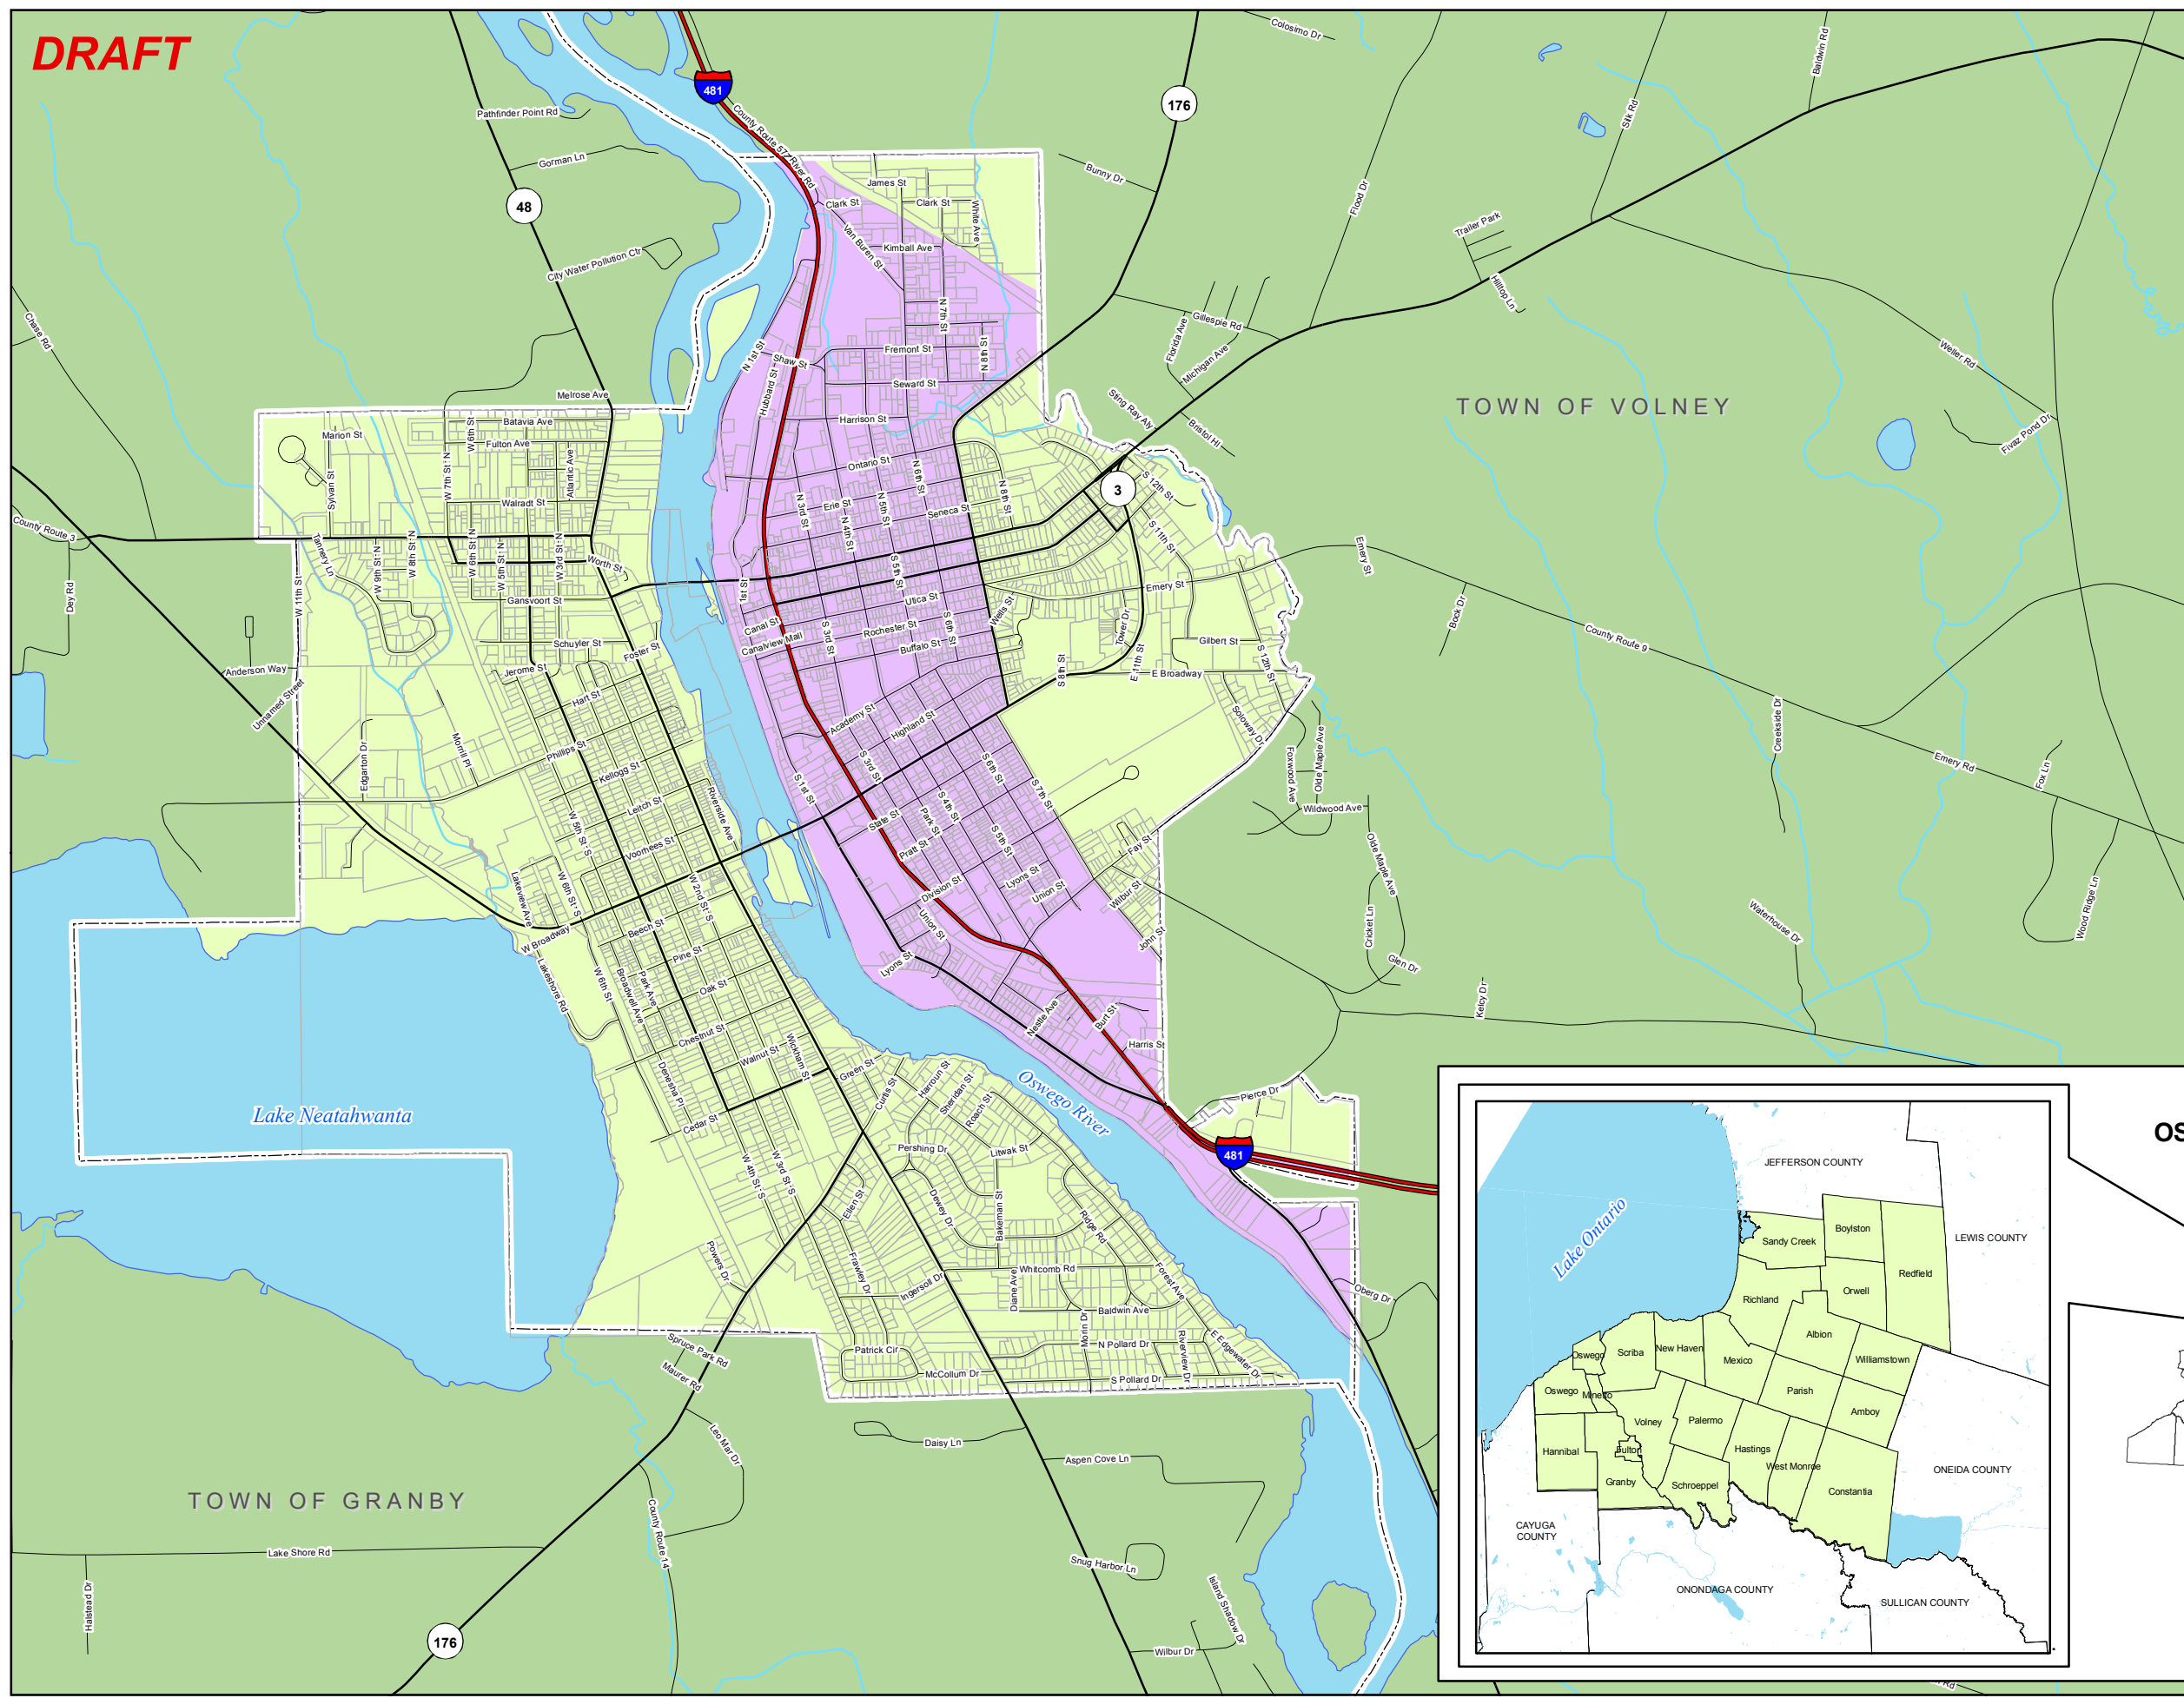 DRAFT
481
176
48
Colosimo Dr
Baldwin Rd
Silk Rd
Pathfinder Point Rd
County Route 57
River Rd
Gorman Ln
James St
Bunny Dr
Clark St
Clark St
White Ave
Flood Dr
Van Buren St
Kimball Ave
Trailer Park
City Water Pollution Ctr
Hilltop Ln
N 7th St
Gillespie Rd
Florida Ave
Michigan Ave
Chase Rd
N 1st St
Shaw St
Fremont St
N 8th St
Weller Rd
Hubbard St
Seward St
Melrose Ave
TOWN OF VOLNEY
Harrison St
Sting Ray Aly
Bristol Hl
Fivaz Pond Dr
Batavia Ave
W 6th St
Marion St
Fulton Ave
Atlantic Ave
W 7th St N
Sylvan St
Ontario St
N 6th St
N 8th St
S 12th St
3
Walradt St
N 3rd St
Erie St
N 5th St
Seneca St
N 4th St
County Route 3
Tannery Ln
S 11th St
W 9th St N
W 8th St N
W 6th St N
W 5th St N
W 3rd St N
Worth St
Emery St
Dey Rd
W 11th St
1st St
S 5th St
Emery St
Gansvoort St
Utica St
Wells St
Bock Dr
County Route 9
Canal St
Canalview Mall
S 3rd St
Rochester St
Buffalo St
S 6th St
Tower Dr
Gilbert St
Schuyler St
Foster St
S 12th St
Anderson Way
Jerome St
S 8th St
E 11th St
E Broadway
Unnamed Street
Hart St
Academy St
Highland St
Soloway Dr
Creekside Dr
Morrill Pl
Edgarton Dr
Phillips St
Kellogg St
S 3rd St
S 6th St
S 7th St
Foxwood Ave
Olde Maple Ave
Emery Rd
Fox Ln
Leitch St
Riverside Ave
S 1st St
State St
Park St
S 4th St
Wildwood Ave
W 5th St S
Voorhees St
Pratt St
S 5th St
Fay St
Olde Maple Ave
Lakeview Ave
W 6th St S
W 2nd St S
Division St
Lyons St
Union St
Wilbur St
Wood Ridge Ln
Waterhouse Dr
Cricket Ln
W Broadway
Beech St
Union St
John St
Glen Dr
Pine St
Lyons St
Lakeshore Rd
W 6th St
Broadwell Ave
Park Ave
Oak St
Kelcy Dr
Nestle Ave
Burt St
Chestnut St
Walnut St
Wickham St
Harris St
Denesha Pl
Green St
Curtis St
Harroun St
Sheridan St
Roach St
Oswego River
Pierce Dr
Lake Neatahwanta
Cedar St
Pershing Dr
Litwak St
481
W 4th St S
W 3rd St S
Ellen St
Dewey Dr
Bakeman St
Ridge Rd
Powers Dr
Frawley Dr
Ingersoll Dr
Whitcomb Rd
Diane Ave
Forest Ave
Oberg Dr
Baldwin Ave
Morin Dr
N Pollard Dr
Riverview Dr
E Edgewater Dr
Spruce Park Rd
Maurer Rd
Patrick Cir
McCollum Dr
S Pollard Dr
Leo Mar Dr
Daisy Ln
Aspen Cove Ln
TOWN OF GRANBY
County Route 14
Lake Shore Rd
Halstead Dr
Snug Harbor Ln
Island Shadow Dr
Wilbur Dr
176
Rd
OS
JEFFERSON COUNTY
Lake Ontario
Boylston
Sandy Creek
LEWIS COUNTY
Redfield
Richland
Orwell
Albion
Oswego
Scriba
New Haven
Mexico
Williamstown
Oswego
Minetto
Parish
Amboy
Volney
Palermo
Hannibal
Fulton
Hastings
West Monroe
Granby
Schroeppel
Constantia
ONEIDA COUNTY
CAYUGA
COUNTY
ONONDAGA COUNTY
SULLICAN COUNTY